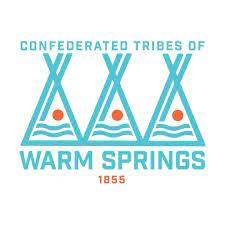 CONFEDERATED TRIBES OF
WARM SPRINGS
1855